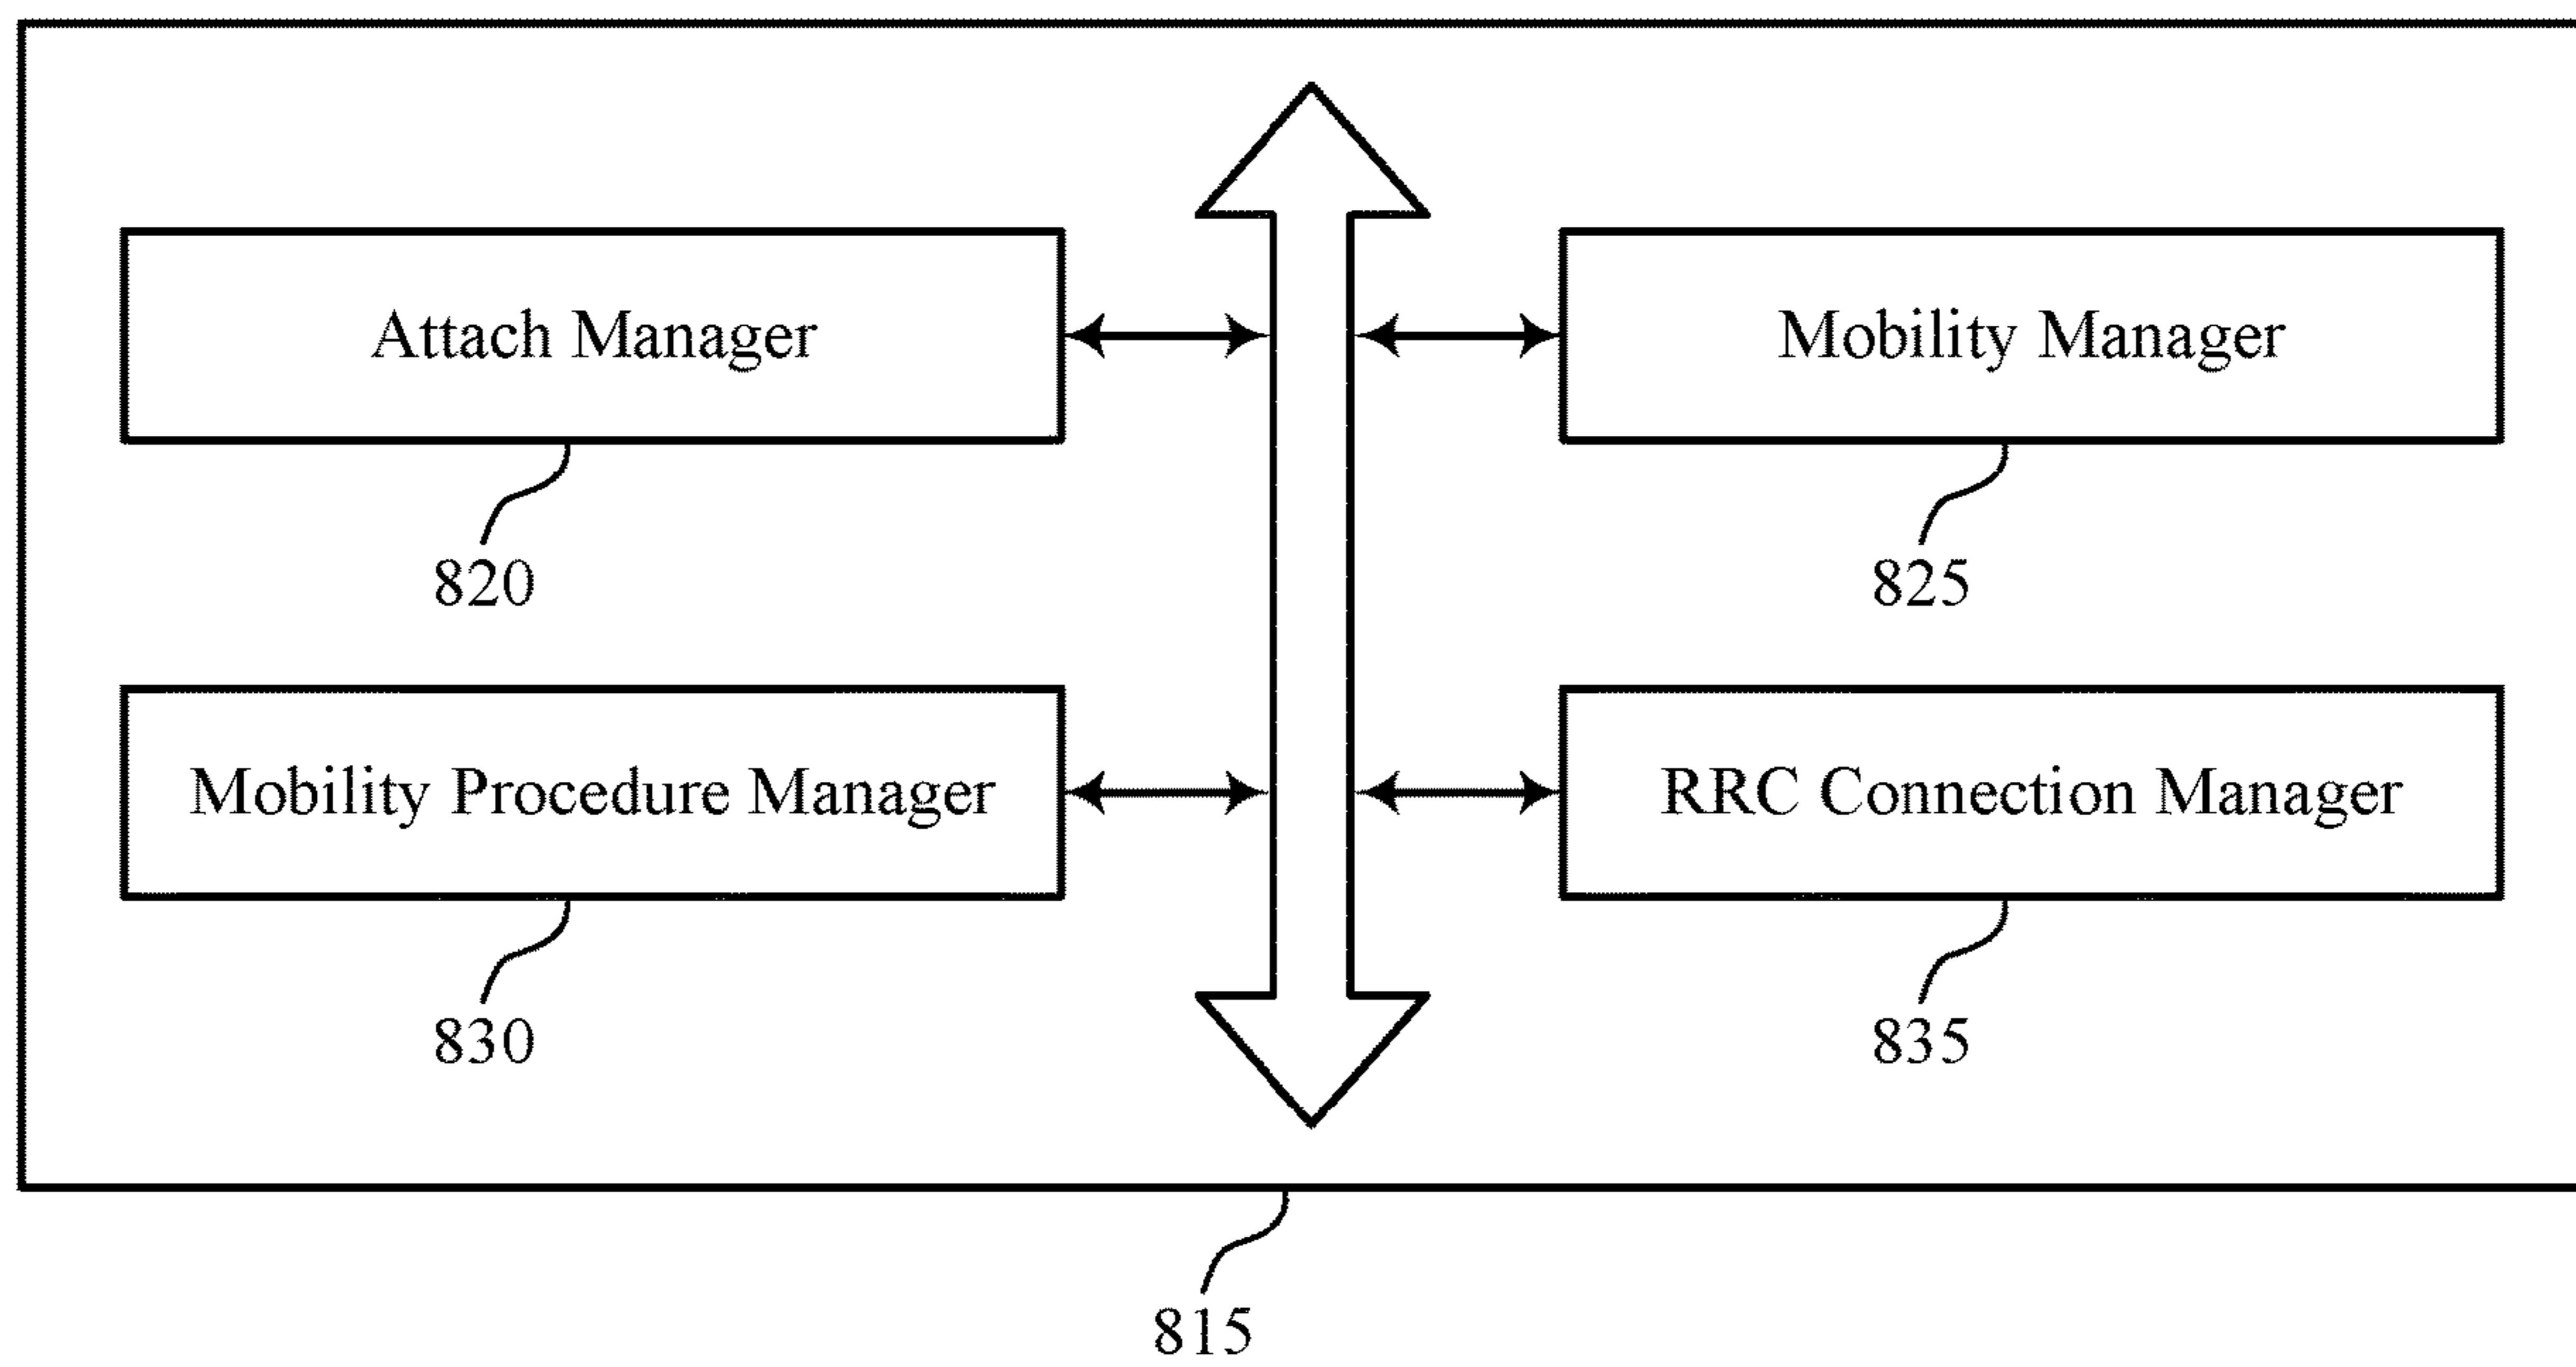 Attach Manager
Mobility Manager
820
825
Mobility Procedure Manager
RRC Connection Manager
830
835
815